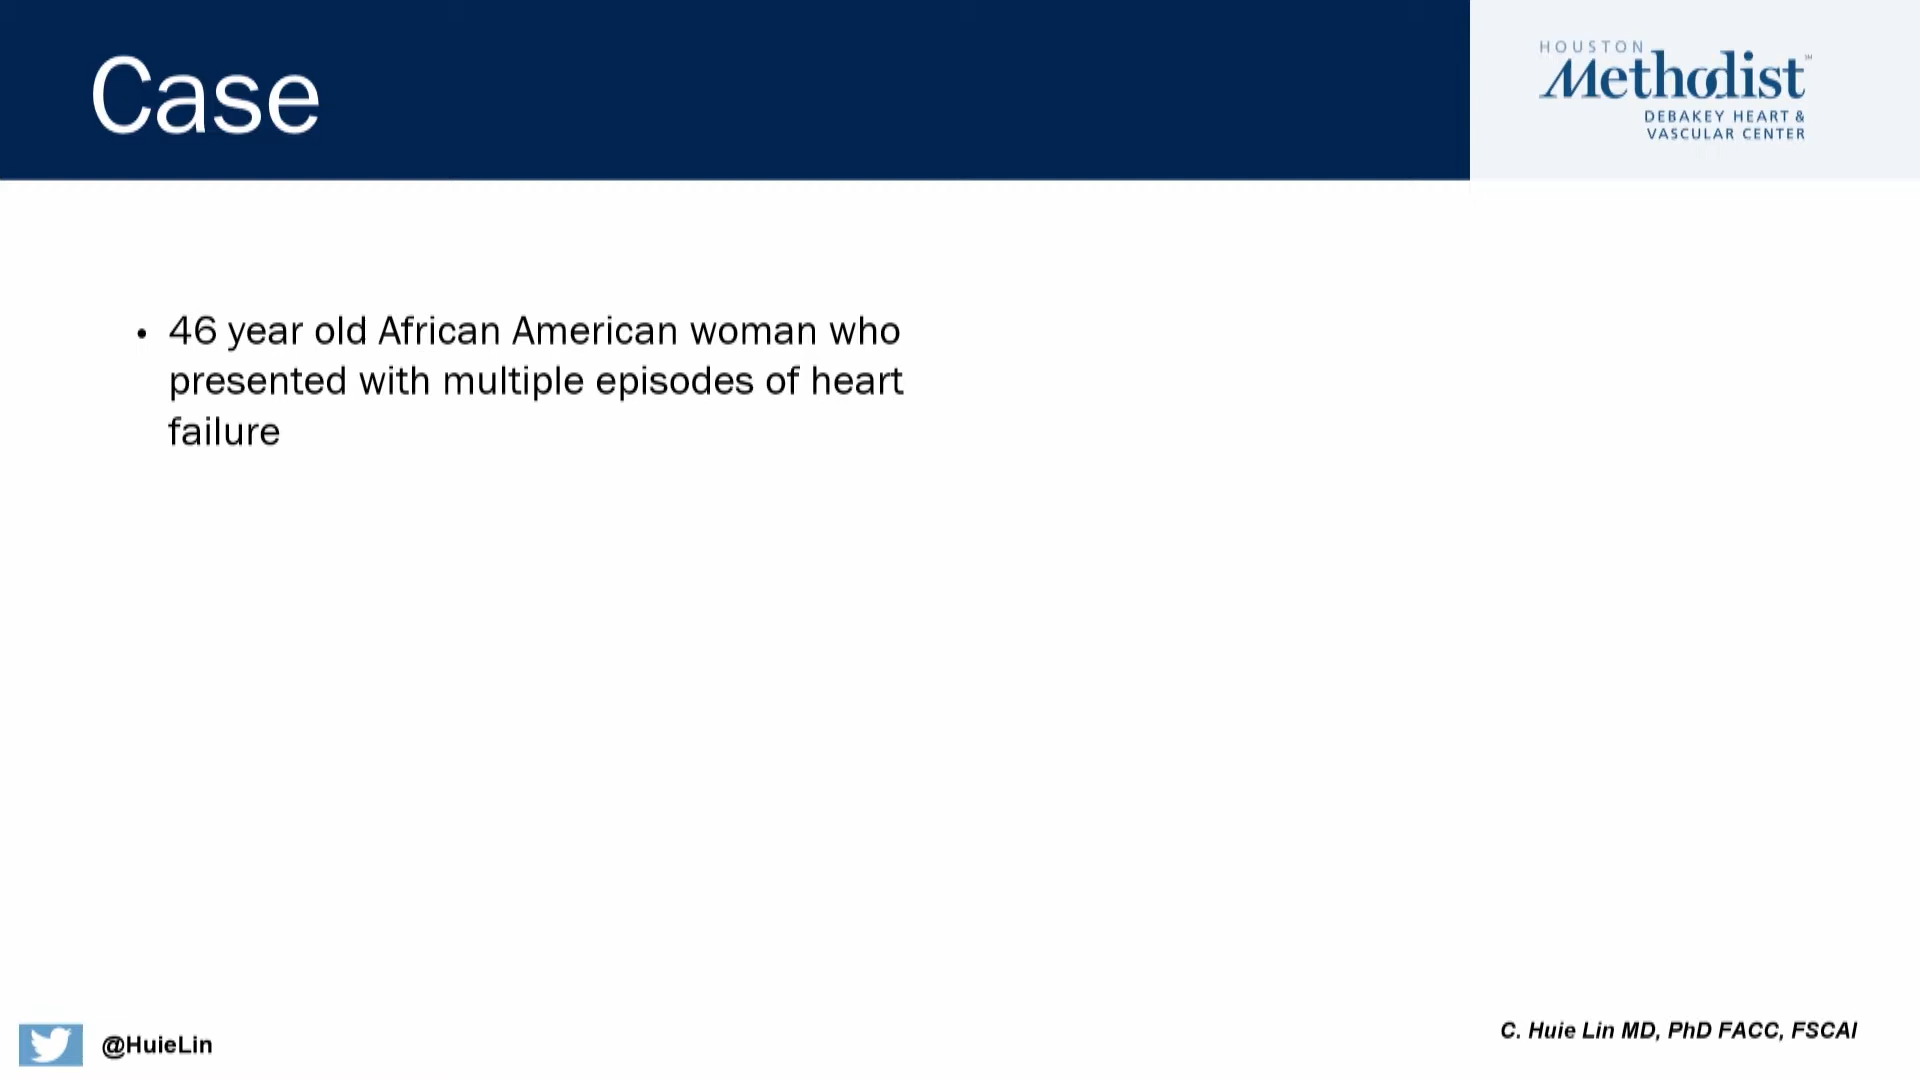 Case
HOUSTON
Methodist™
DEBAKEY HEART &
VASCULAR CENTER
• 46 year old African American woman who
presented with multiple episodes of heart
failure
@HuieLin
C. Huie Lin MD, PhD FACC, FSCAI